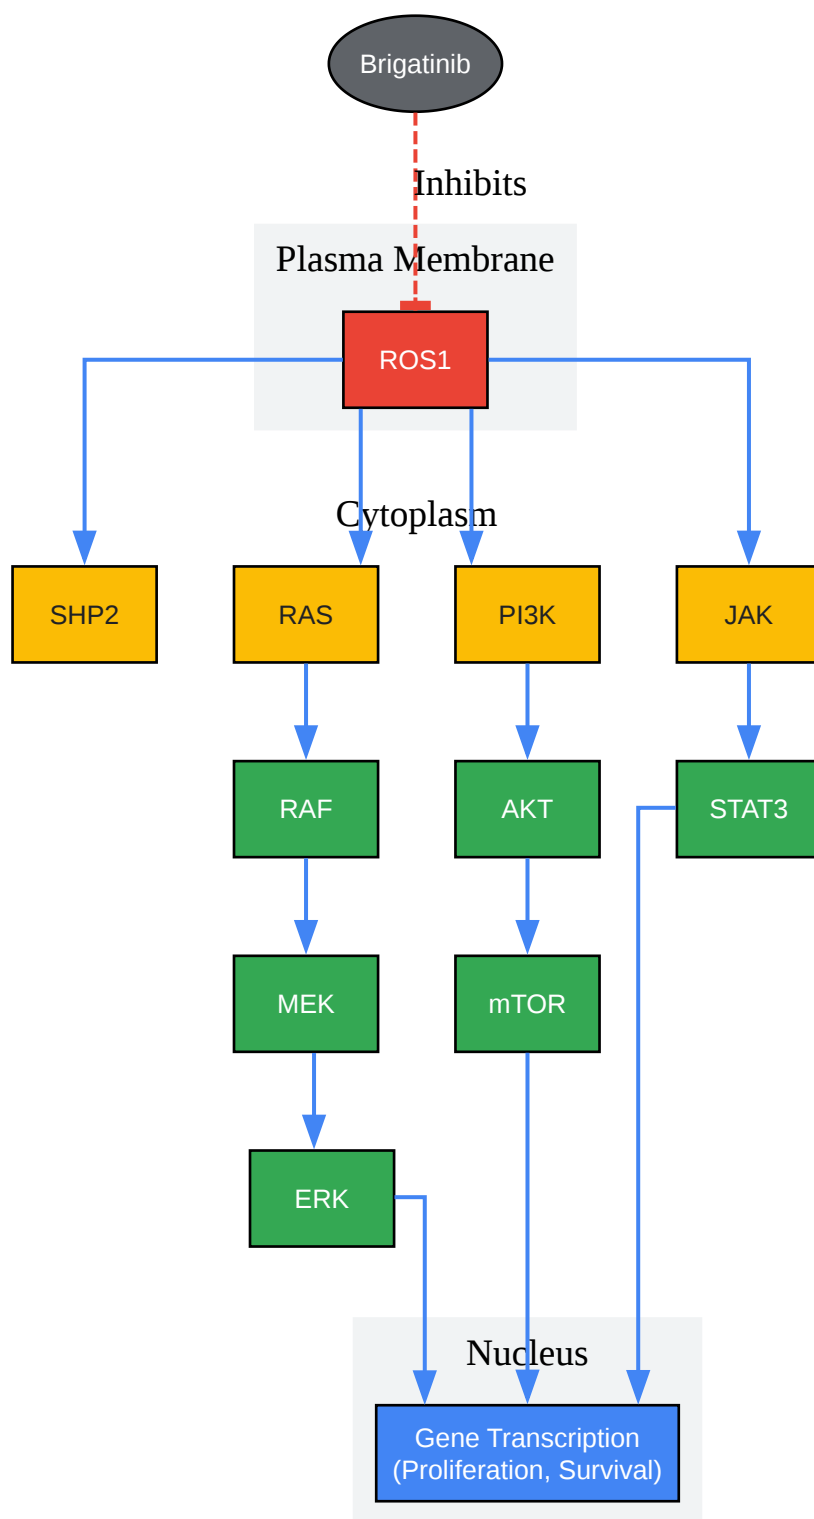 Brigatinib
Inhibits
Plasma Membrane
ROS1
Cytoplasm
SHP2
RAS
PI3K
JAK
RAF
AKT
STAT3
MEK
mTOR
ERK
Nucleus
Gene Transcription
(Proliferation, Survival)